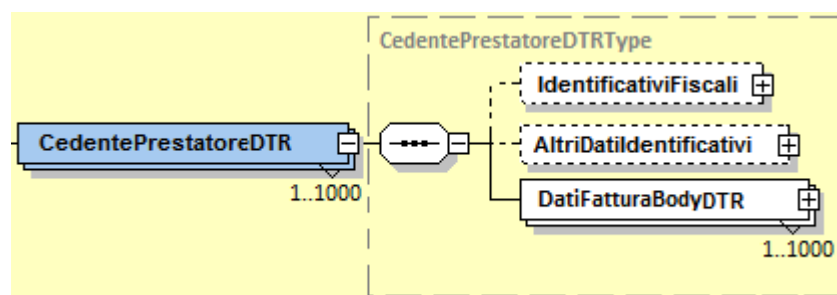 CedentePrestatoreDTRType
IdentificativiFiscali
CedentePrestatoreDTR
AltriDatiIdentificativi
1..1000
DatiFatturaBodyDTR
1..1000